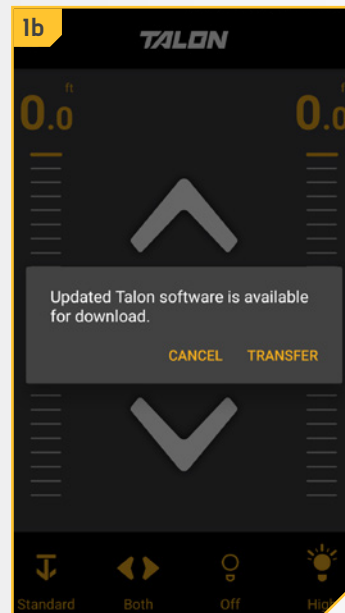 1b
TALON
ft
0.0
0.0
Updated Talon software is available
for download.
CANCEL TRANSFER
Standard Both Off High